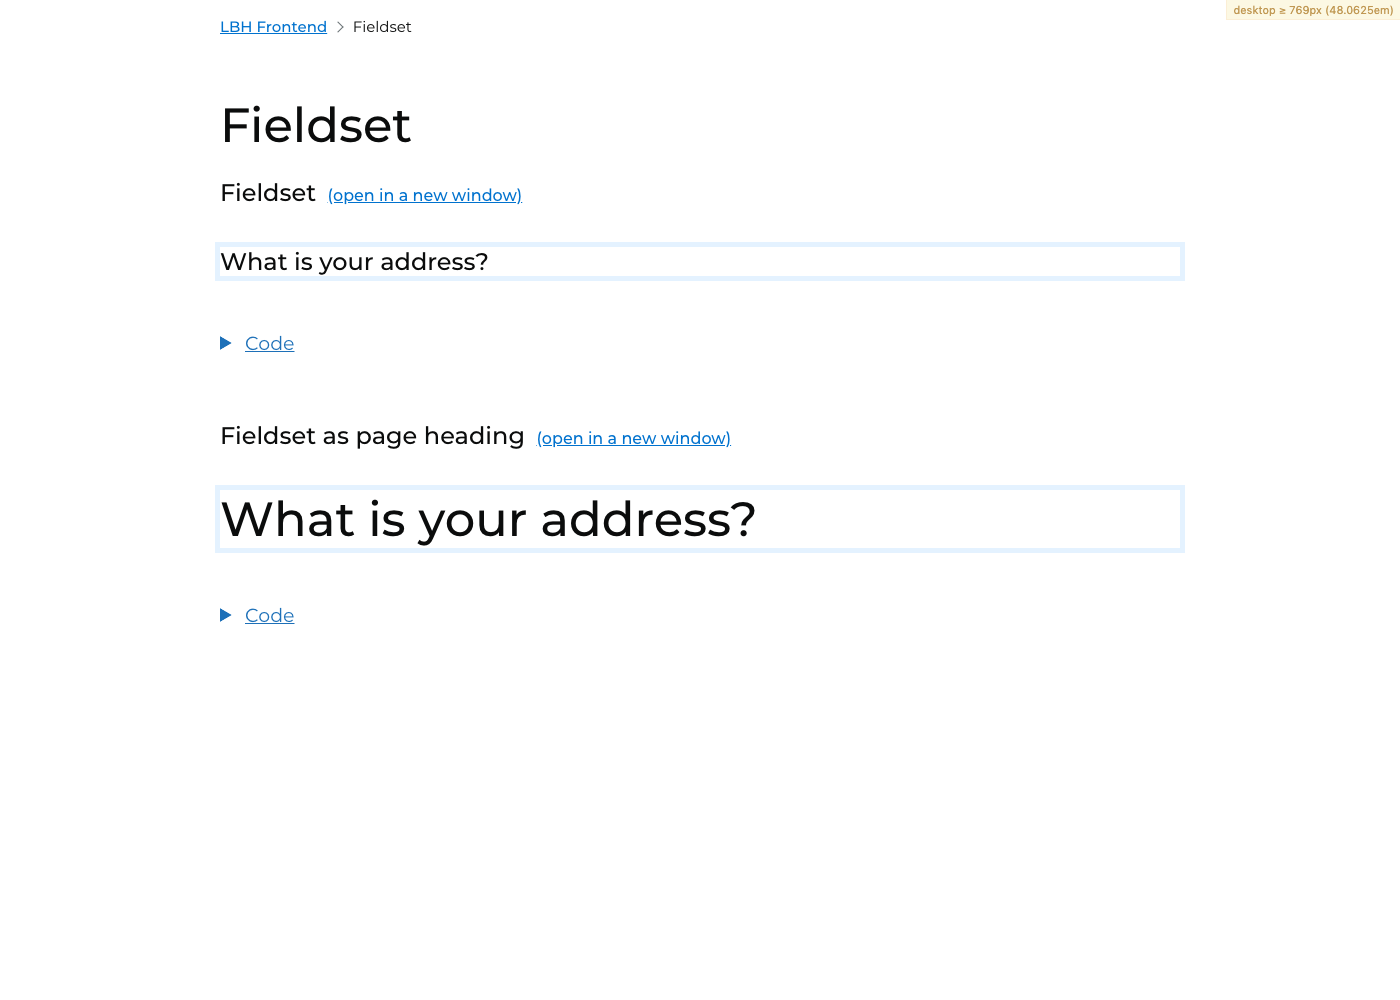 desktop ≥ 769px (48.0625em)
LBH Frontend > Fieldset
Fieldset
Fieldset (open in a new window)
What is your address?
Code
Fieldset as page heading (open in a new window)
What is your address?
Code